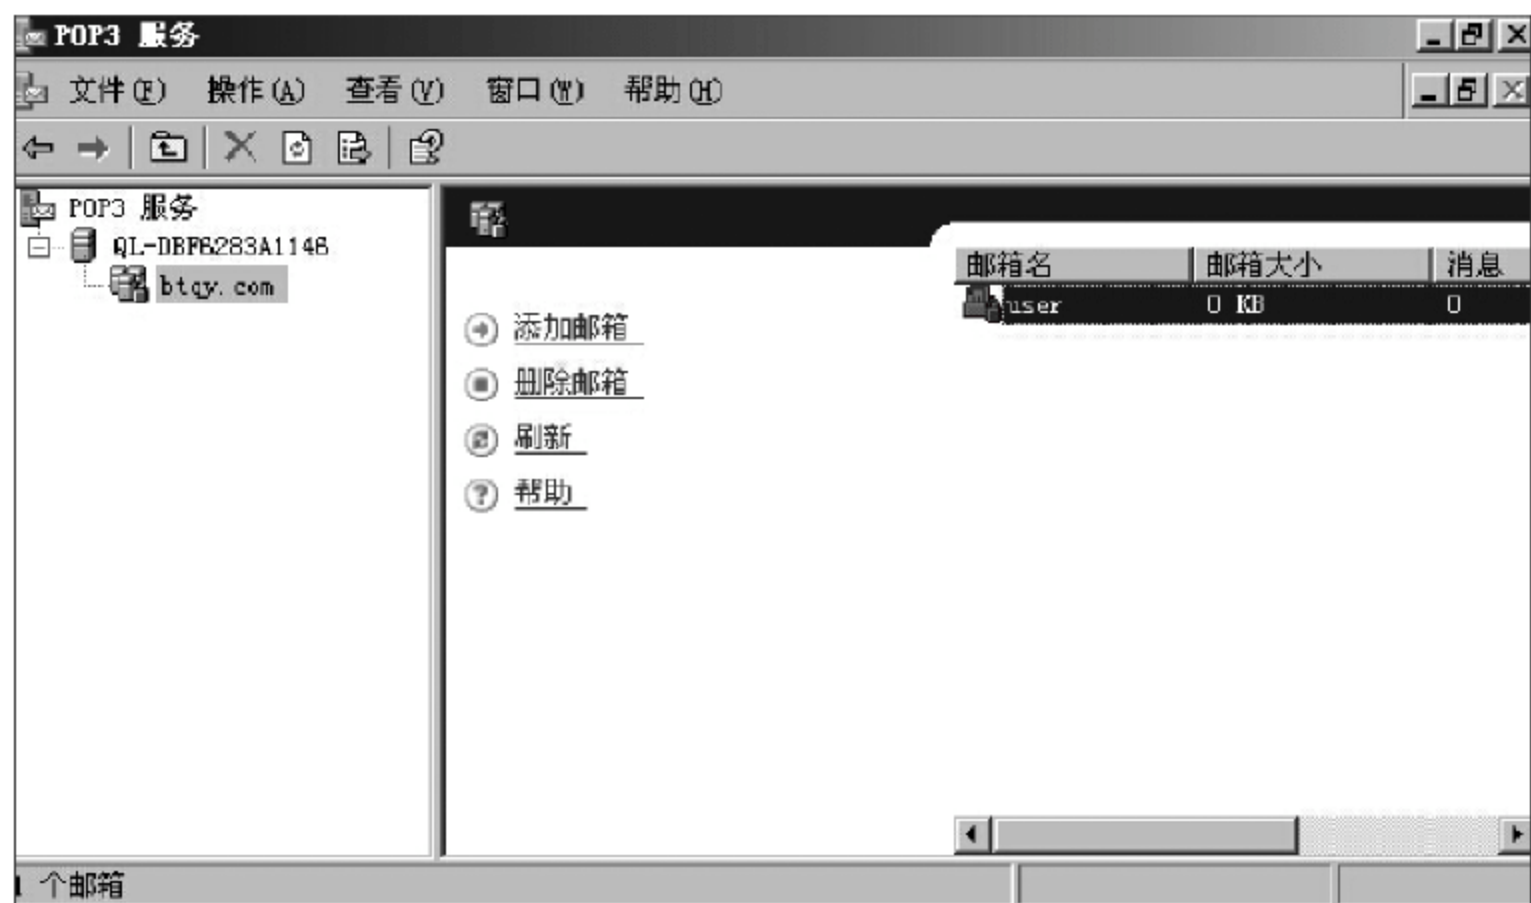 POP3 服务
文件(F) 操作(A) 查看(V) 窗口(W) 帮助(H)
POP3 服务
QL-DBF6283A1146
btqy.com
邮箱名 邮箱大小 消息
user 0 KB 0
添加邮箱
删除邮箱
刷新
帮助
个邮箱